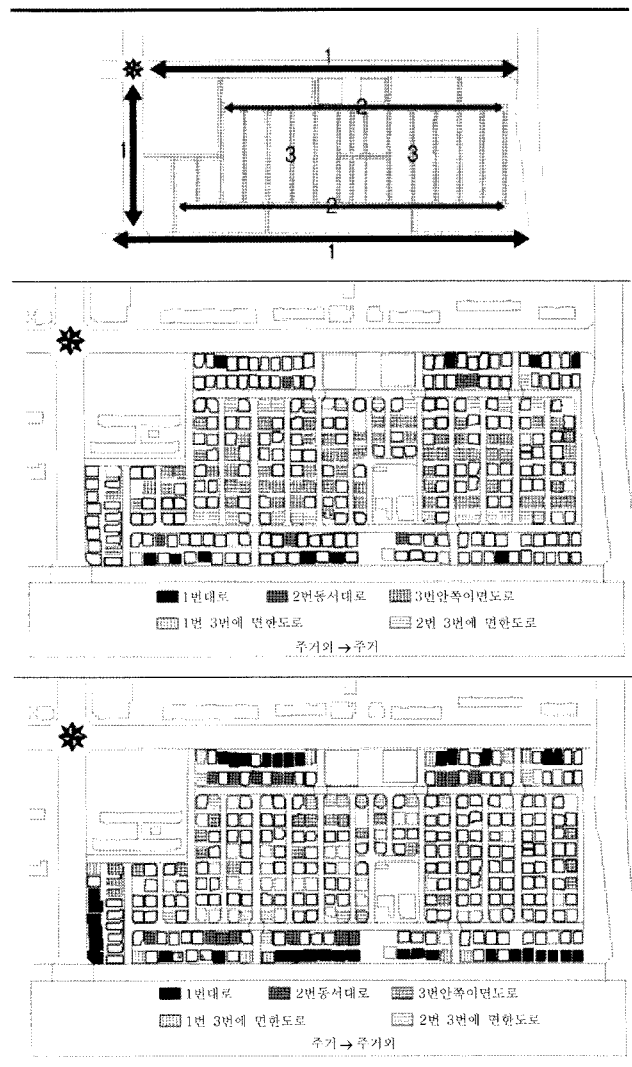 1
2
1
3 3
2
1
1번대로 2번동서대로 3번안쪽이면도로
1번 3번에 면한도로 2번 3번에 면한도로
주거외→주거
1번대로 2번동서대로 3번안쪽이면도로
1번 3번에 면한도로 2번 3번에 면한도로
주거→주거외